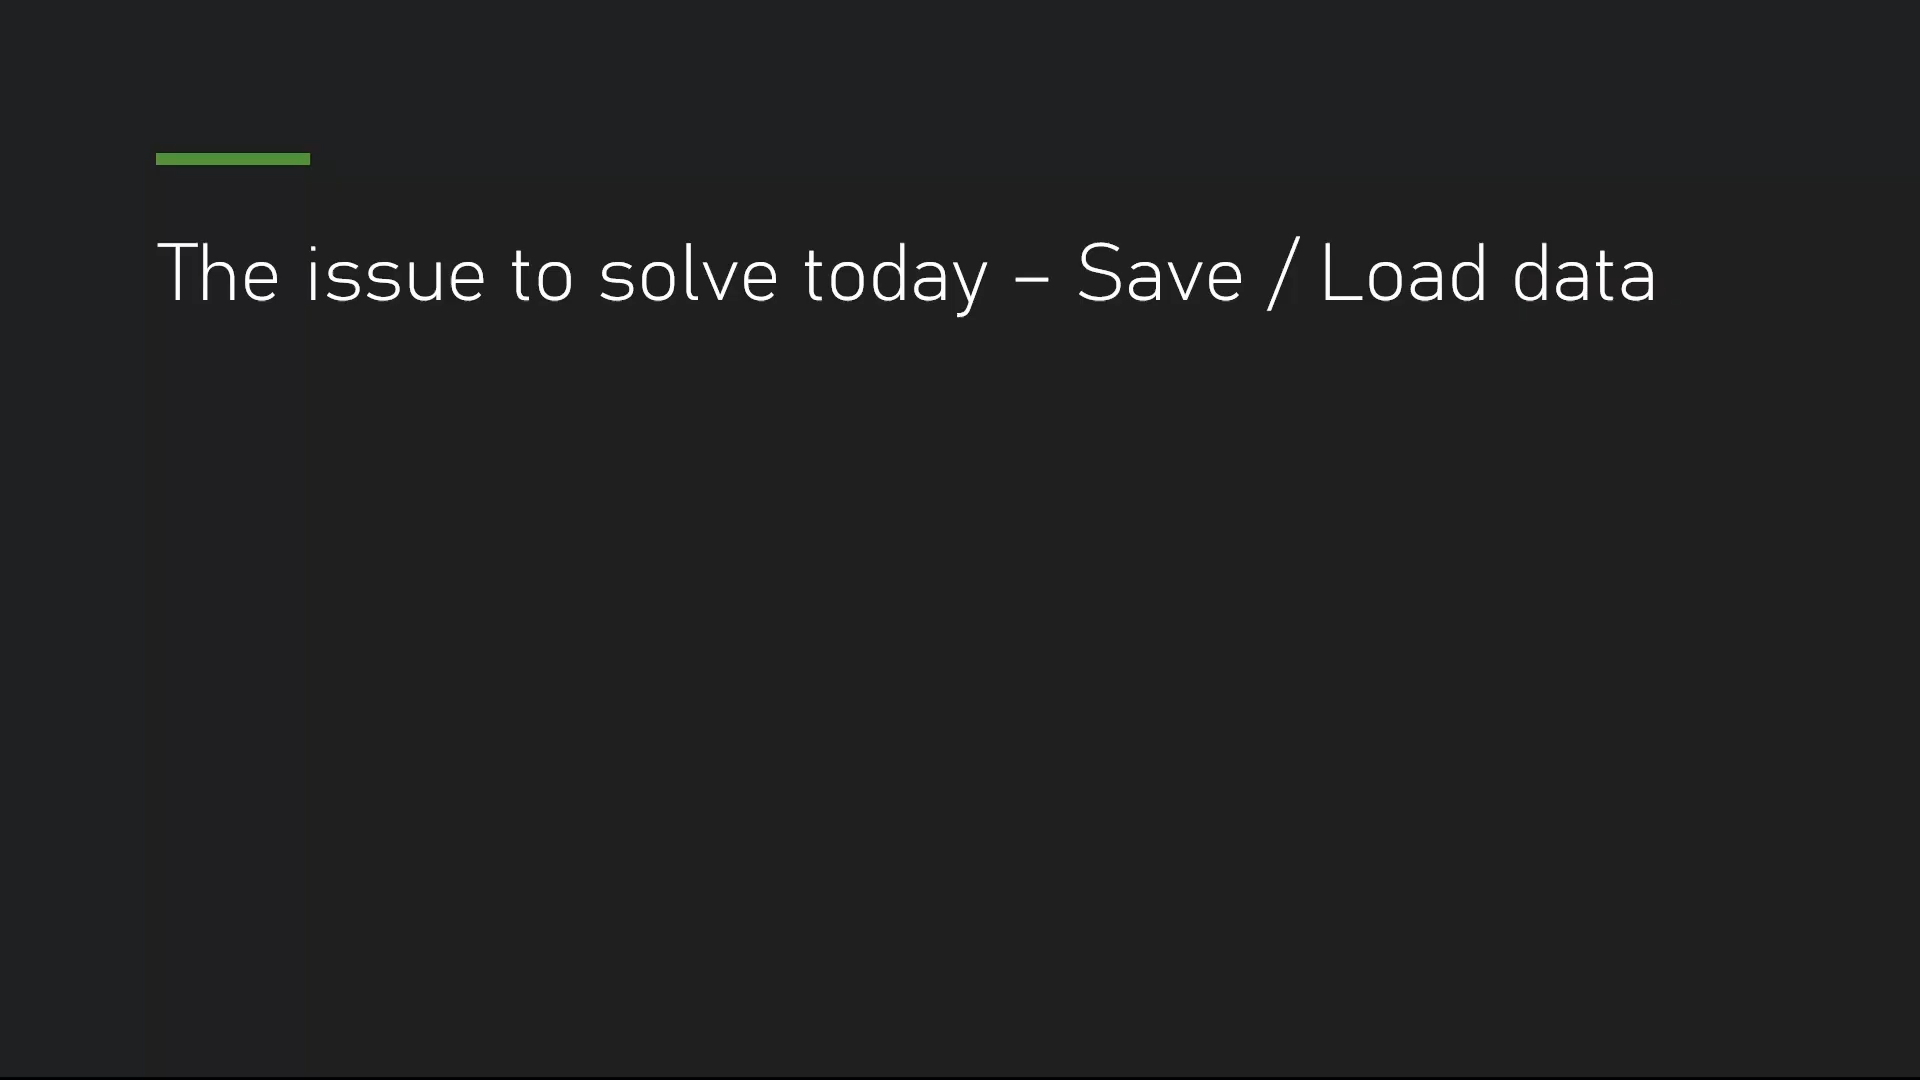 The issue to solve today – Save / Load data